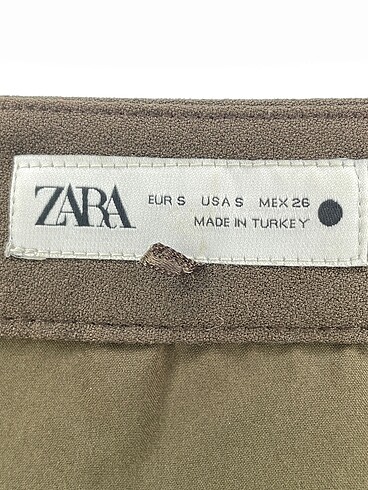 ZARA
EUR S USA S MEX 26
MADE IN TURKEY